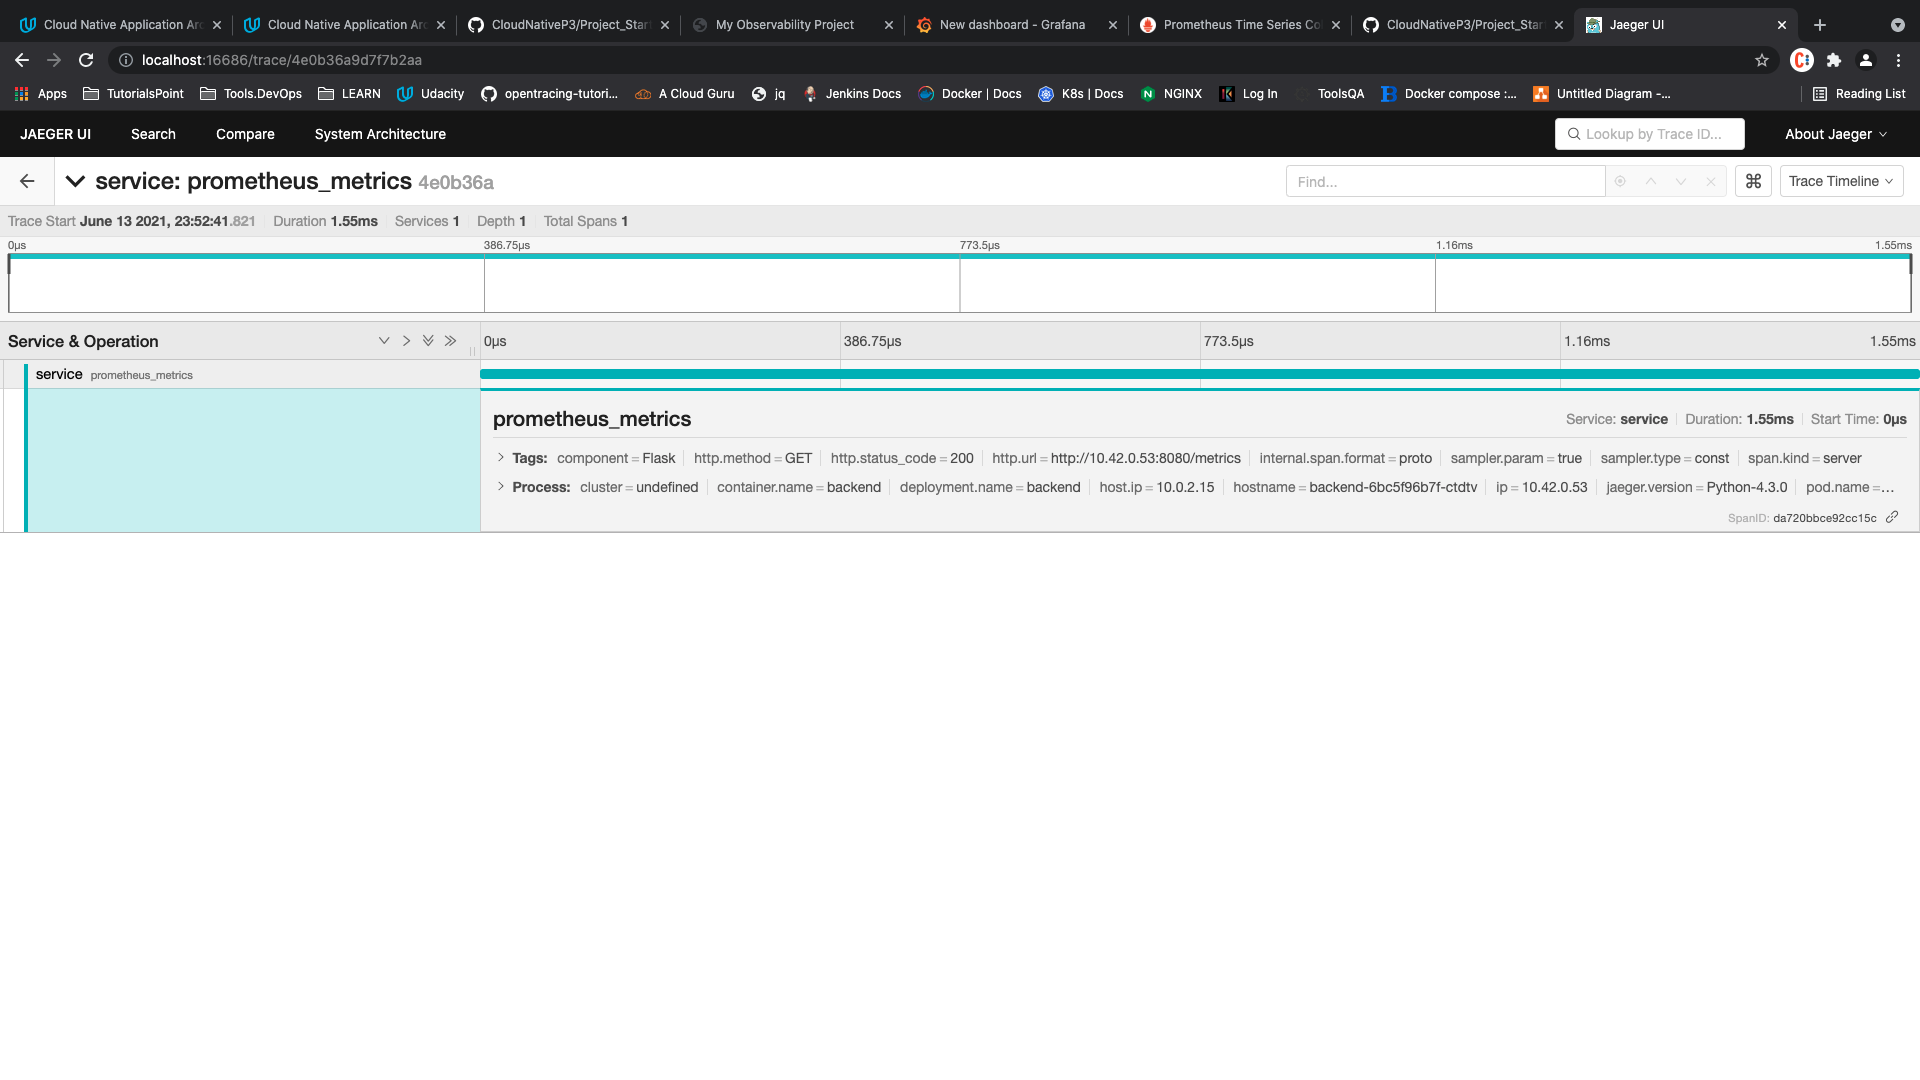 Cloud Native Application Arc
Cloud Native Application Arc
CloudNativeP3/Project_Start
My Observability Project
New dashboard - Grafana
Prometheus Time Series Col
CloudNativeP3/Project_Start
Jaeger UI
localhost:16686/trace/4e0b36a9d7f7b2aa
Apps TutorialsPoint Tools.DevOps LEARN Udacity opentracing-tutori... A Cloud Guru jq Jenkins Docs Docker | Docs K8s | Docs NGINX Log In ToolsQA Docker compose :... Untitled Diagram -... Reading List
JAEGER UI Search Compare System Architecture Lookup by Trace ID... About Jaeger
service: prometheus_metrics 4e0b36a Find... ⌘ Trace Timeline
Trace Start June 13 2021, 23:52:41.821 Duration 1.55ms Services 1 Depth 1 Total Spans 1
0μs 386.75μs 773.5μs 1.16ms 1.55ms
Service & Operation 0μs 386.75μs 773.5μs 1.16ms 1.55ms
service prometheus_metrics
prometheus_metrics Service: service Duration: 1.55ms Start Time: 0μs
Tags: component = Flask http.method = GET http.status_code = 200 http.url = http://10.42.0.53:8080/metrics internal.span.format = proto sampler.param = true sampler.type = const span.kind = server
Process: cluster = undefined container.name = backend deployment.name = backend host.ip = 10.0.2.15 hostname = backend-6bc5f96b7f-ctdtv ip = 10.42.0.53 jaeger.version = Python-4.3.0 pod.name =...
SpanID: da720bbce92cc15c